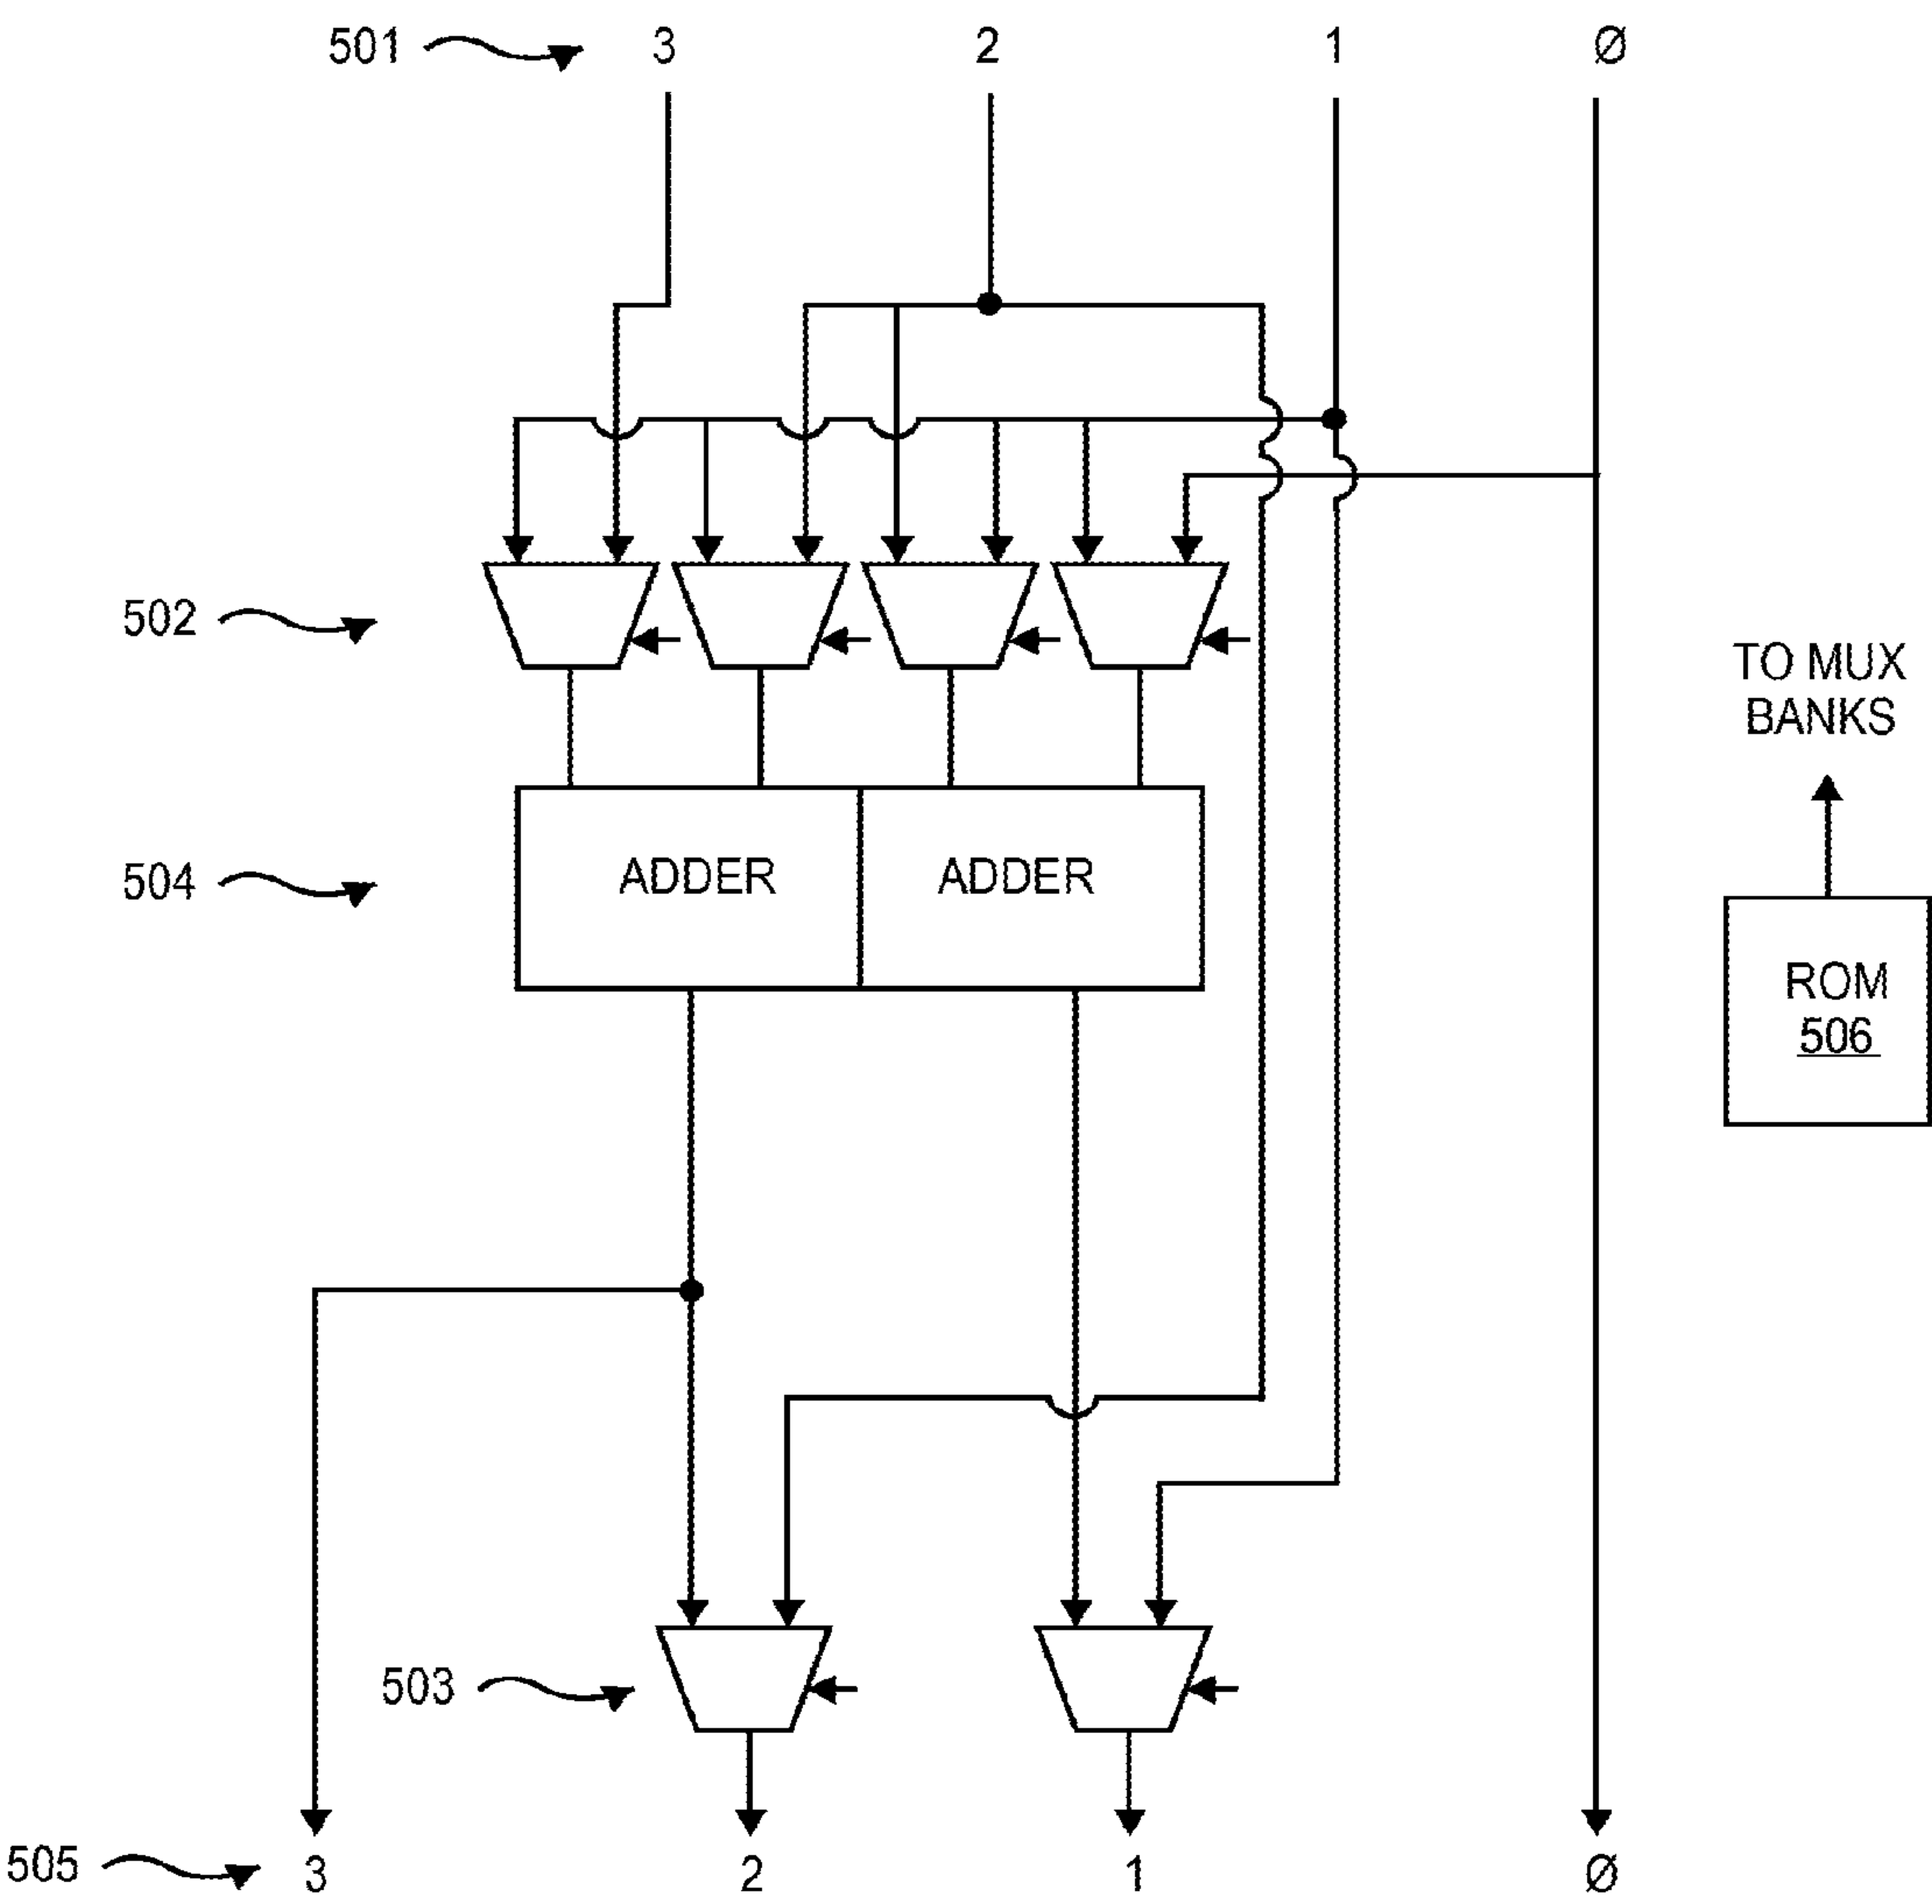 501 3 2 1 Ø
502
TO MUX
BANKS
504 ADDER ADDER
ROM
506
503
505 3 2 1 Ø